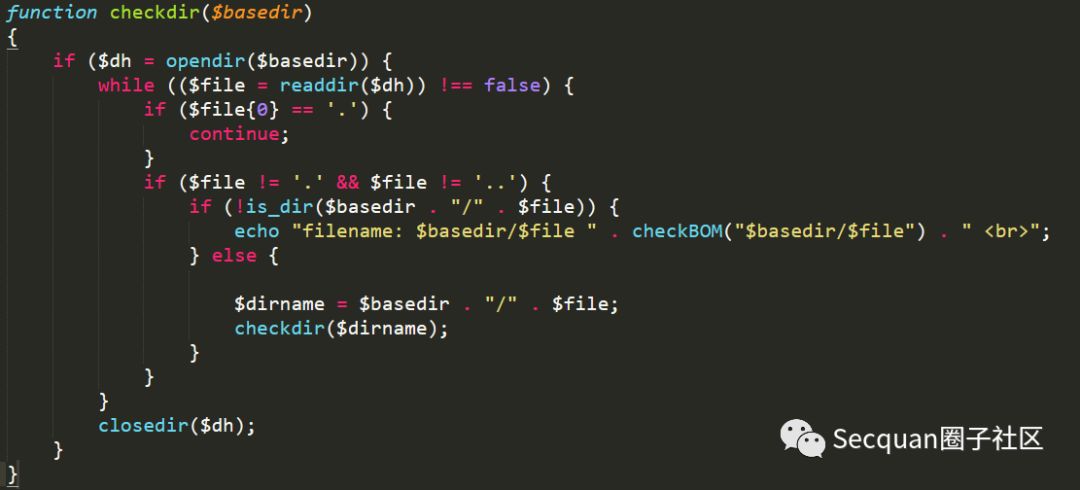 function checkdir($basedir)
{
    if ($dh = opendir($basedir)) {
        while (($file = readdir($dh)) !== false) {
            if ($file{0} == '.') {
                continue;
            }
            if ($file != '.' && $file != '..') {
                if (!is_dir($basedir . "/" . $file)) {
                    echo "filename: $basedir/$file " . checkBOM("$basedir/$file") . " <br>";
                } else {

                    $dirname = $basedir . "/" . $file;
                    checkdir($dirname);
                }
            }
        }
        closedir($dh);
    }
}
Secquan圈子社区